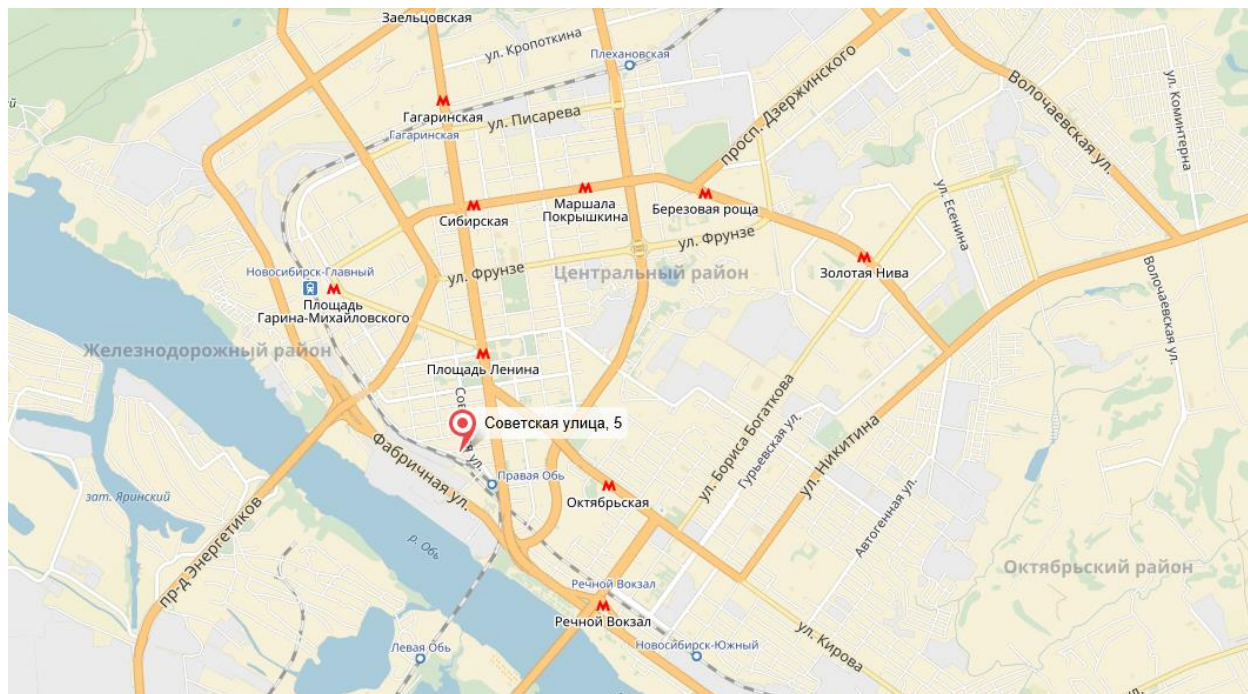 Заельцовская
ул. Кропоткина
Плехановская
Волочаевская ул.
ул. Коминтерна
Гагаринская
Гагаринская
ул. Писарева
просп. Дзержинского
Сибирская
Маршала
Покрышкина
Березовая роща
ул. Есенина
ул. Фрунзе
ул. Фрунзе
Центральный район
Золотая Нива
Новосибирск-Главный
Площадь
Гарина-Михайловского
Волочаевская ул.
Железнодорожный район
Площадь Ленина
Советская улица, 5
Фабричная ул.
Правая Обь
Октябрьская
ул. Бориса Богаткова
Гурьевская ул.
ул. Никитина
Автогенная ул.
зат. Яринский
пр-д Энергетиков
р. Обь
Октябрьский район
Речной Вокзал
Речной Вокзал
Левая Обь
Новосибирск-Южный
ул. Кирова